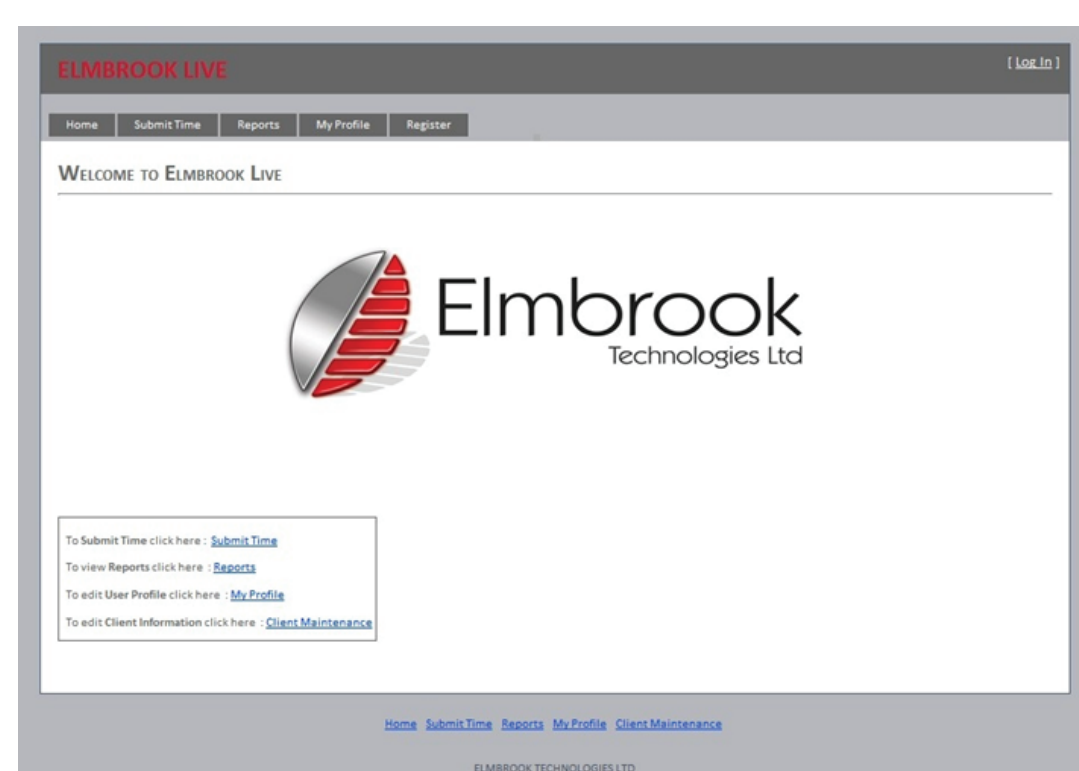 ELMBROOK LIVE
[ Log In ]
Home Submit Time Reports My Profile Register
WELCOME TO ELMBROOK LIVE
Elmbrook
Technologies Ltd
To Submit Time click here : Submit Time
To view Reports click here : Reports
To edit User Profile click here : My Profile
To edit Client Information click here : Client Maintenance
Home Submit Time Reports My Profile Client Maintenance
ELMBROOK TECHNOLOGIES LTD